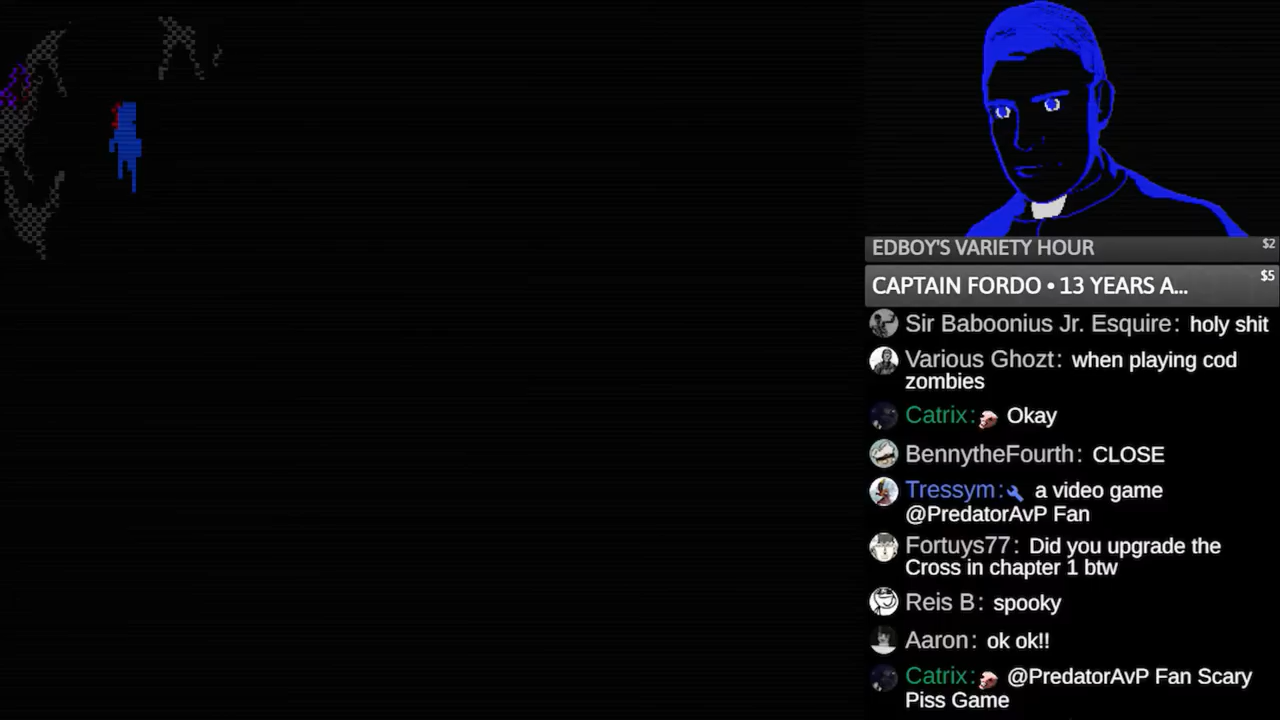 EDBOY'S VARIETY HOUR $2
CAPTAIN FORDO • 13 YEARS A... $5
Sir Baboonius Jr. Esquire: holy shit
Various Ghozt: when playing cod
zombies
Catrix: Okay
BennytheFourth: CLOSE
Tressym: a video game
@PredatorAvP Fan
Fortuys77: Did you upgrade the
Cross in chapter 1 btw
Reis B: spooky
Aaron: ok ok!!
Catrix: @PredatorAvP Fan Scary
Piss Game